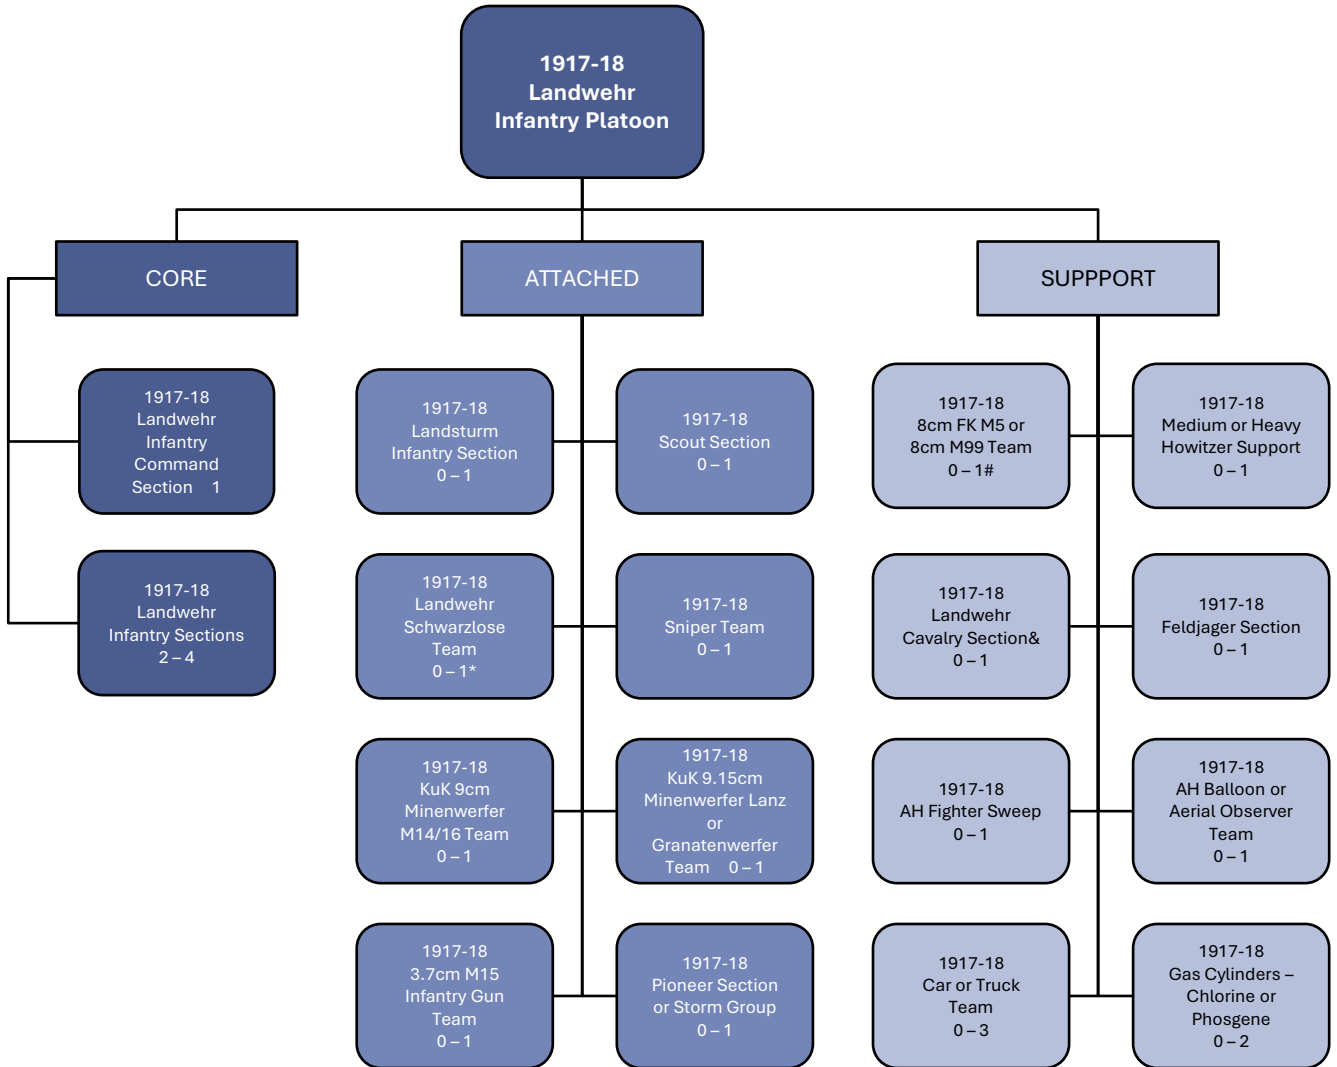 1917-18
Landwehr
Infantry Platoon
CORE
ATTACHED
SUPPPORT
1917-18
Landwehr
Infantry
Command
Section 1
1917-18
Landwehr
Infantry Sections
2 – 4
1917-18
Landsturm
Infantry Section
0 – 1
1917-18
Scout Section
0 – 1
1917-18
Landwehr
Schwarzlose
Team
0 – 1*
1917-18
Sniper Team
0 – 1
1917-18
KuK 9cm
Minenwerfer
M14/16 Team
0 – 1
1917-18
KuK 9.15cm
Minenwerfer Lanz
or
Granatenwerfer
Team 0 – 1
1917-18
3.7cm M15
Infantry Gun
Team
0 – 1
1917-18
Pioneer Section
or Storm Group
0 – 1
1917-18
8cm FK M5 or
8cm M99 Team
0 – 1#
1917-18
Medium or Heavy
Howitzer Support
0 – 1
1917-18
Landwehr
Cavalry Section&
0 – 1
1917-18
Feldjager Section
0 – 1
1917-18
AH Fighter Sweep
0 – 1
1917-18
AH Balloon or
Aerial Observer
Team
0 – 1
1917-18
Car or Truck
Team
0 – 3
1917-18
Gas Cylinders –
Chlorine or
Phosgene
0 – 2